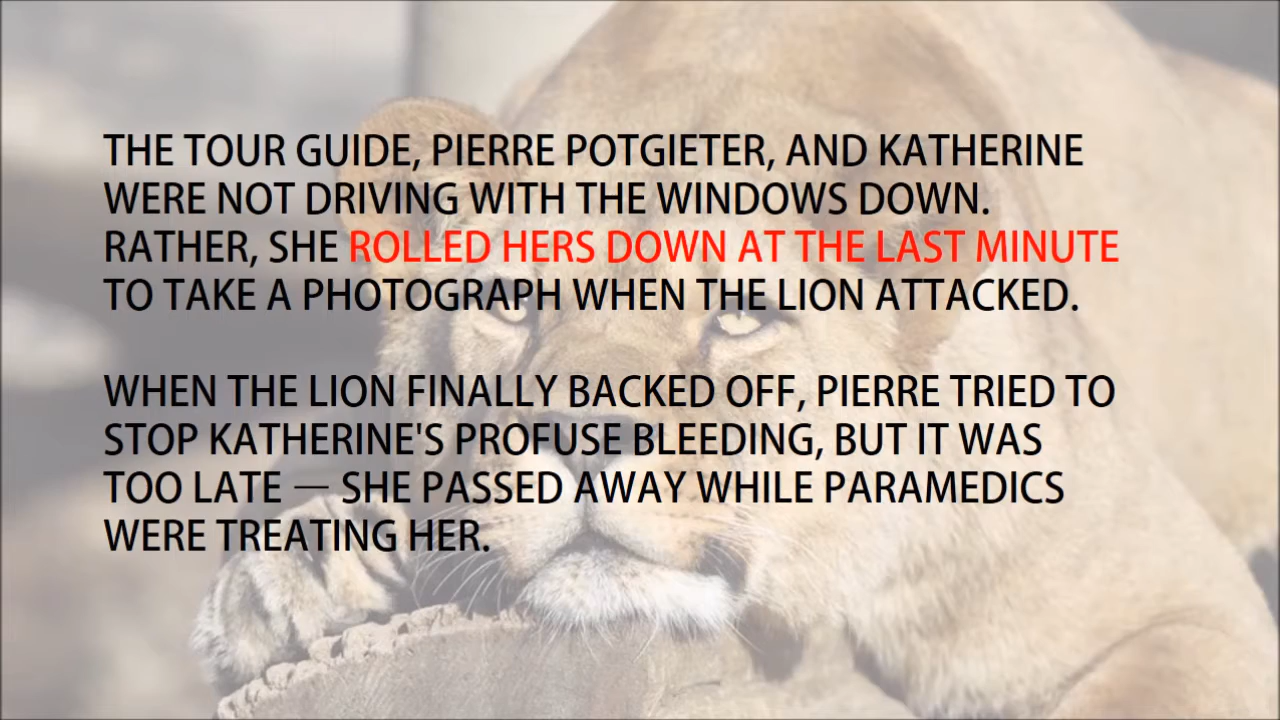 THE TOUR GUIDE, PIERRE POTGIETER, AND KATHERINE
WERE NOT DRIVING WITH THE WINDOWS DOWN.
RATHER, SHE ROLLED HERS DOWN AT THE LAST MINUTE
TO TAKE A PHOTOGRAPH WHEN THE LION ATTACKED.
WHEN THE LION FINALLY BACKED OFF, PIERRE TRIED TO
STOP KATHERINE'S PROFUSE BLEEDING, BUT IT WAS
TOO LATE — SHE PASSED AWAY WHILE PARAMEDICS
WERE TREATING HER.